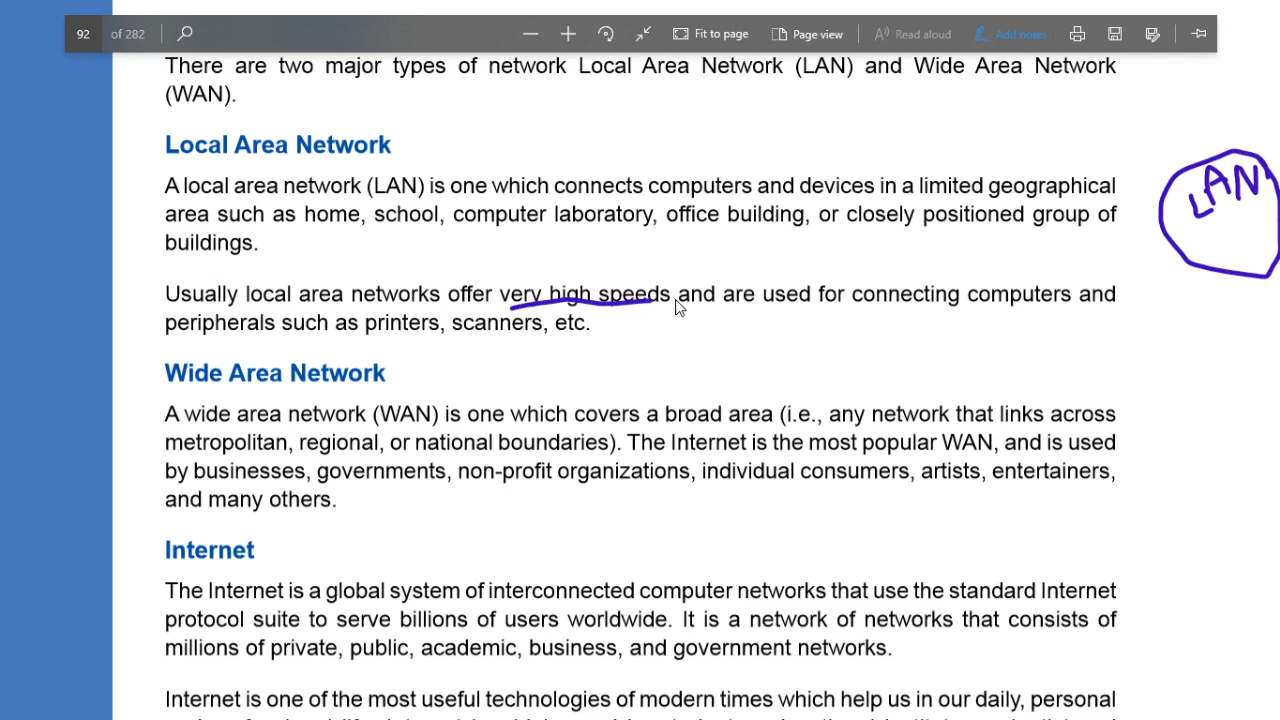 92 of 282 Fit to page Page view Read aloud Add notes
There are two major types of network Local Area Network (LAN) and Wide Area Network
(WAN).
Local Area Network
A local area network (LAN) is one which connects computers and devices in a limited geographical
area such as home, school, computer laboratory, office building, or closely positioned group of
buildings.
LAN
Usually local area networks offer very high speeds and are used for connecting computers and
peripherals such as printers, scanners, etc.
Wide Area Network
A wide area network (WAN) is one which covers a broad area (i.e., any network that links across
metropolitan, regional, or national boundaries). The Internet is the most popular WAN, and is used
by businesses, governments, non-profit organizations, individual consumers, artists, entertainers,
and many others.
Internet
The Internet is a global system of interconnected computer networks that use the standard Internet
protocol suite to serve billions of users worldwide. It is a network of networks that consists of
millions of private, public, academic, business, and government networks.
Internet is one of the most useful technologies of modern times which help us in our daily, personal